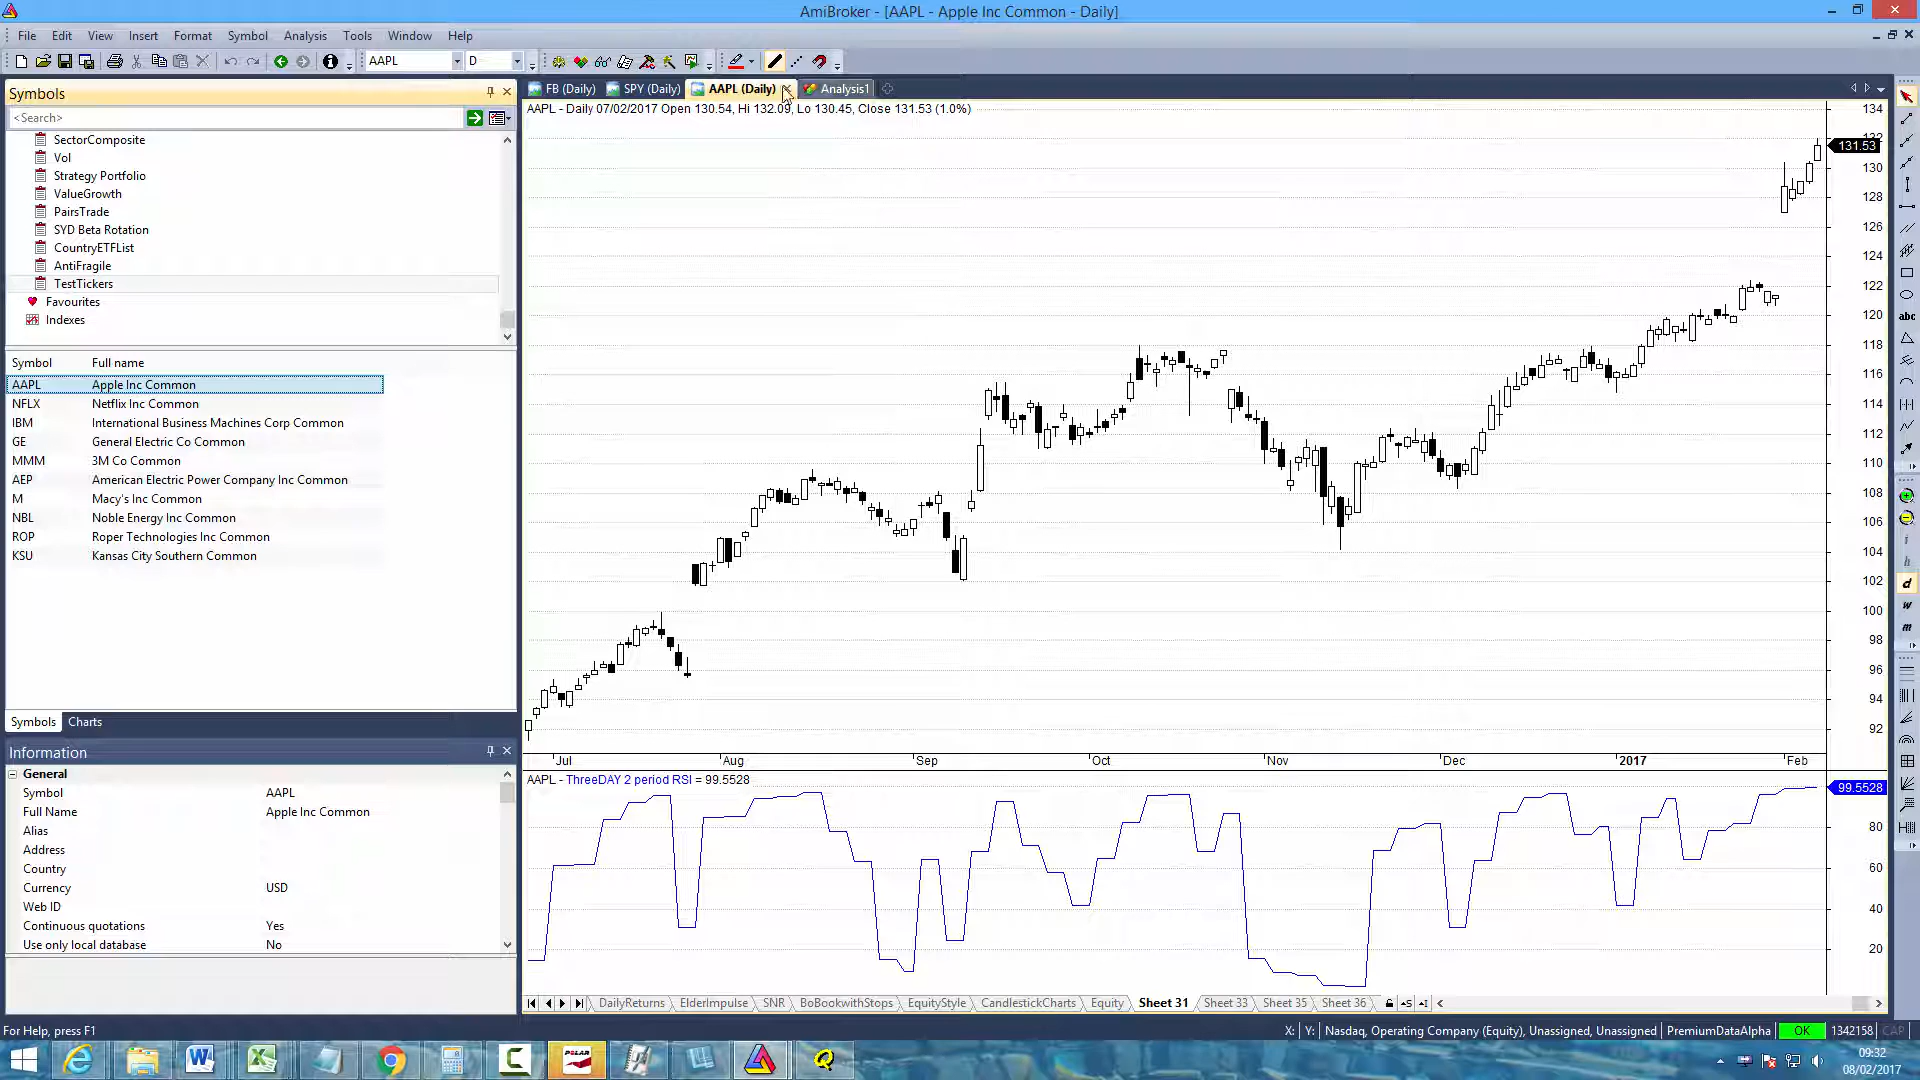 AmiBroker - [AAPL - Apple Inc Common - Daily]
File Edit View Insert Format Symbol Analysis Tools Window Help
AAPL D
Symbols
FB (Daily) SPY (Daily) AAPL (Daily) Analysis1
<Search>
AAPL - Daily 07/02/2017 Open 130.54, Hi 132.09, Lo 130.45, Close 131.53 (1.0%)
SectorComposite
Vol
Strategy Portfolio
ValueGrowth
PairsTrade
SYD Beta Rotation
CountryETFList
AntiFragile
TestTickers
Favourites
Indexes
Symbol Full name
AAPL Apple Inc Common
NFLX Netflix Inc Common
IBM International Business Machines Corp Common
GE General Electric Co Common
MMM 3M Co Common
AEP American Electric Power Company Inc Common
M Macy's Inc Common
NBL Noble Energy Inc Common
ROP Roper Technologies Inc Common
KSU Kansas City Southern Common
Symbols Charts
134
132
131.53
130
128
126
124
122
120
118
116
114
112
110
108
106
104
102
100
98
96
94
92
Jul Aug Sep Oct Nov Dec 2017 Feb
abc
i
h
d
w
m
Information
General
Symbol AAPL
Full Name Apple Inc Common
Alias
Address
Country
Currency USD
Web ID
Continuous quotations Yes
Use only local database No
AAPL - ThreeDAY 2 period RSI = 99.5528
99.5528
80
60
40
20
DailyReturns ElderImpulse SNR BoBookwithStops EquityStyle CandlestickCharts Equity Sheet 31 Sheet 33 Sheet 35 Sheet 36
For Help, press F1
X: Y: Nasdaq, Operating Company (Equity), Unassigned, Unassigned PremiumDataAlpha OK 1342158 CAP
POLAR
09:32
08/02/2017